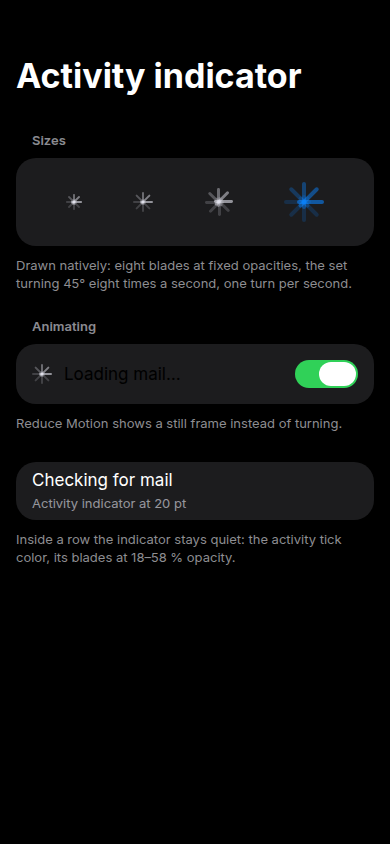 Activity indicator
Sizes
Drawn natively: eight blades at fixed opacities, the set
turning 45° eight times a second, one turn per second.
Animating
Loading mail…
Reduce Motion shows a still frame instead of turning.
Checking for mail
Activity indicator at 20 pt
Inside a row the indicator stays quiet: the activity tick
color, its blades at 18–58 % opacity.